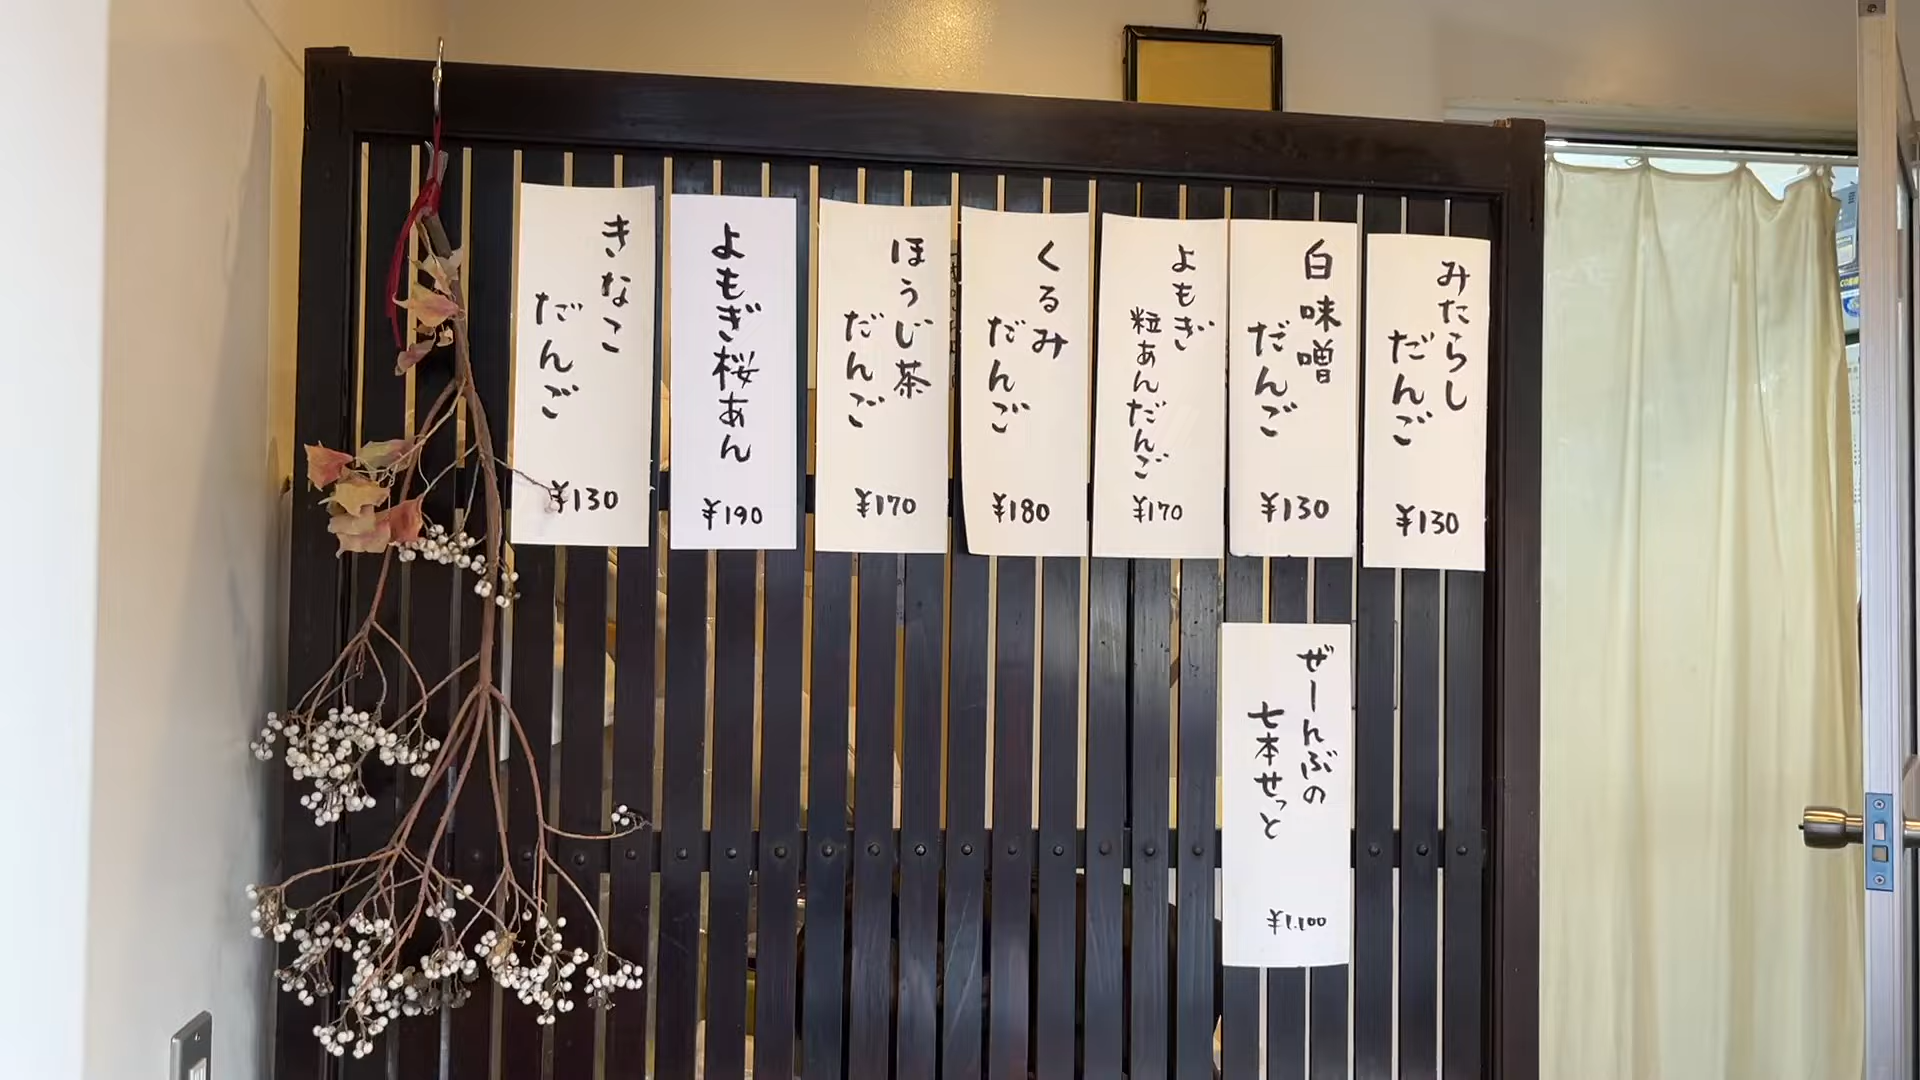 みたらし
だんご
¥130
白味噌
だんご
¥130
よもぎ
粒あんだんご
¥170
くるみ
だんご
¥180
ほうじ茶
だんご
¥170
よもぎ桜あん
¥190
きなこ
だんご
¥130
ぜーんぶの
七本せっと
¥1,100